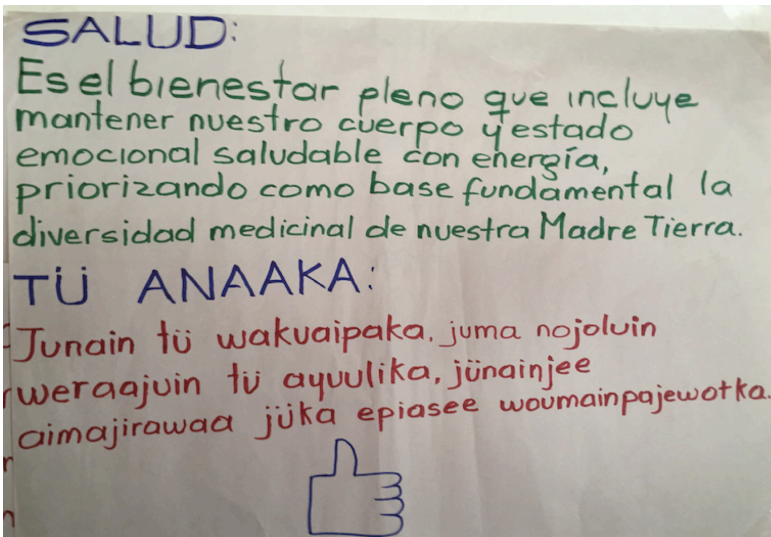 SALUD:
Es el bienestar pleno que incluye
mantener nuestro cuerpo y estado
emocional saludable con energía,
priorizando como base fundamental la
diversidad medicinal de nuestra Madre Tierra.
TÜ ANAAKA:
Junain tü wakuaipaka, juma nojoluin
weraajuin tü ayuulika, jünainjee
aimajirawaa jüka epiasee woumainpajewotka.